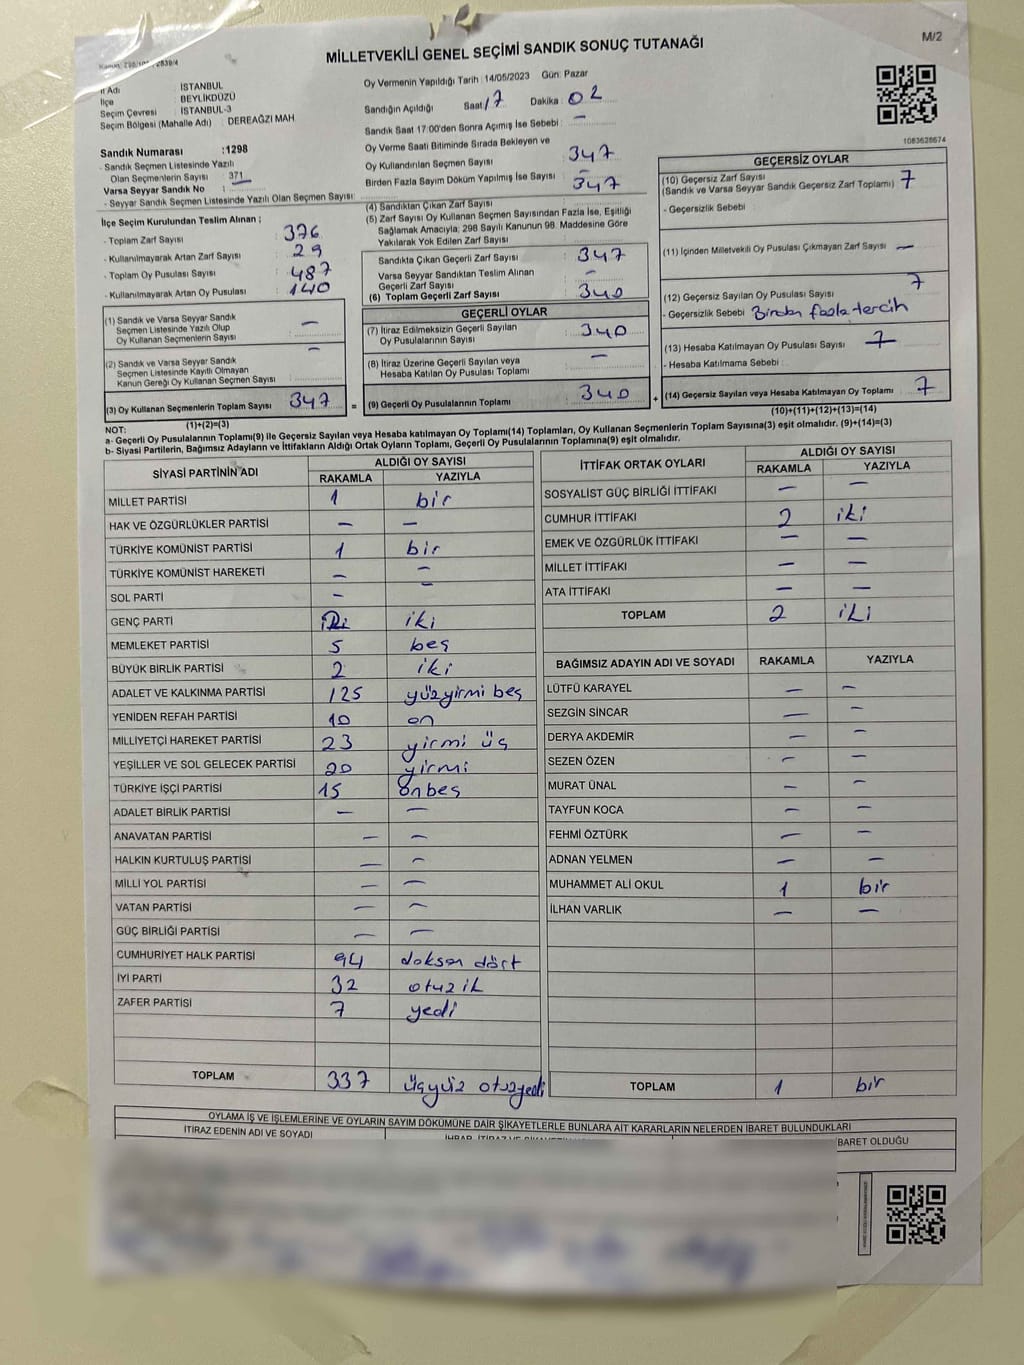 M/2
MİLLETVEKİLİ GENEL SEÇİMİ SANDIK SONUÇ TUTANAĞI
İl Adı : İSTANBUL
İlçe : BEYLİKDÜZÜ
Seçim Çevresi : İSTANBUL-3
Seçim Bölgesi (Mahalle Adı) : DEREAĞZI MAH
Sandık Numarası :1298
- Sandık Seçmen Listesinde Yazılı
Olan Seçmenlerin Sayısı : 371
Varsa Seyyar Sandık No :
- Seyyar Sandık Seçmen Listesinde Yazılı Olan Seçmen Sayısı :
Oy Vermenin Yapıldığı Tarih : 14/05/2023 Gün: Pazar
Sandığın Açıldığı Saat 17 Dakika : 02
Sandık Saat 17:00'den Sonra Açımış İse Sebebi : —
Oy Verme Saati Bitiminde Sırada Bekleyen ve
Oy Kullandırılan Seçmen Sayısı : 347
Birden Fazla Sayım Döküm Yapılmış İse Sayısı : 347
1083628674
İlçe Seçim Kurulundan Teslim Alınan ;
- Toplam Zarf Sayısı : 376
- Kullanılmayarak Artan Zarf Sayısı : 29
- Toplam Oy Pusulası Sayısı : 487
- Kullanılmayarak Artan Oy Pusulası : 140
(1) Sandık ve Varsa Seyyar Sandık
Seçmen Listesinde Yazılı Olup
Oy Kullanan Seçmenlerin Sayısı : —
(2) Sandık ve Varsa Seyyar Sandık
Seçmen Listesinde Kayıtlı Olmayan
Kanun Gereği Oy Kullanan Seçmen Sayısı : —
(3) Oy Kullanan Seçmenlerin Toplam Sayısı 347 =
(1)+(2)=(3)
(4) Sandıktan Çıkan Zarf Sayısı :
(5) Zarf Sayısı Oy Kullanan Seçmen Sayısından Fazla İse, Eşitliği
Sağlamak Amacıyla; 298 Sayılı Kanunun 98. Maddesine Göre
Yakılarak Yok Edilen Zarf Sayısı :
Sandıkta Çıkan Geçerli Zarf Sayısı : 347
Varsa Seyyar Sandıktan Teslim Alınan
Geçerli Zarf Sayısı : —
(6) Toplam Geçerli Zarf Sayısı : 340
GEÇERLİ OYLAR
(7) İtiraz Edilmeksizin Geçerli Sayılan
Oy Pusulalarının Sayısı : 340
(8) İtiraz Üzerine Geçerli Sayılan veya
Hesaba Katılan Oy Pusulası Toplamı : —
(9) Geçerli Oy Pusulalarının Toplamı : 340 +
GEÇERSİZ OYLAR
(10) Geçersiz Zarf Sayısı : 7
(Sandık ve Varsa Seyyar Sandık Geçersiz Zarf Toplamı)
- Geçersizlik Sebebi :
(11) İçinden Milletvekili Oy Pusulası Çıkmayan Zarf Sayısı : —
(12) Geçersiz Sayılan Oy Pusulası Sayısı : 7
- Geçersizlik Sebebi Birden fazla tercih
(13) Hesaba Katılmayan Oy Pusulası Sayısı : 7
- Hesaba Katılmama Sebebi :
(14) Geçersiz Sayılan veya Hesaba Katılmayan Oy Toplamı : 7
(10)+(11)+(12)+(13)=(14)
NOT:
a- Geçerli Oy Pusulalarının Toplamı(9) ile Geçersiz Sayılan veya Hesaba katılmayan Oy Toplamı(14) Toplamları, Oy Kullanan Seçmenlerin Toplam Sayısına(3) eşit olmalıdır. (9)+(14)=(3)
b- Siyasi Partilerin, Bağımsız Adayların ve İttifakların Aldığı Ortak Oyların Toplamı, Geçerli Oy Pusulalarının Toplamına(9) eşit olmalıdır.
SİYASİ PARTİNİN ADI ALDIĞI OY SAYISI
RAKAMLA YAZIYLA
MİLLET PARTİSİ 1 bir
HAK VE ÖZGÜRLÜKLER PARTİSİ — —
TÜRKİYE KOMÜNİST PARTİSİ 1 bir
TÜRKİYE KOMÜNİST HAREKETİ — —
SOL PARTİ — —
GENÇ PARTİ 2 iki
MEMLEKET PARTİSİ 5 beş
BÜYÜK BİRLİK PARTİSİ 2 iki
ADALET VE KALKINMA PARTİSİ 125 yüzyirmi beş
YENİDEN REFAH PARTİSİ 10 on
MİLLİYETÇİ HAREKET PARTİSİ 23 yirmi üç
YEŞİLLER VE SOL GELECEK PARTİSİ 20 yirmi
TÜRKİYE İŞÇİ PARTİSİ 15 onbeş
ADALET BİRLİK PARTİSİ — —
ANAVATAN PARTİSİ — —
HALKIN KURTULUŞ PARTİSİ — —
MİLLİ YOL PARTİSİ — —
VATAN PARTİSİ — —
GÜÇ BİRLİĞİ PARTİSİ — —
CUMHURİYET HALK PARTİSİ 94 doksan dört
İYİ PARTİ 32 otuz ik
ZAFER PARTİSİ 7 yedi
TOPLAM 337 üçyüz otuzyedi
İTTİFAK ORTAK OYLARI ALDIĞI OY SAYISI
RAKAMLA YAZIYLA
SOSYALİST GÜÇ BİRLİĞİ İTTİFAKI — —
CUMHUR İTTİFAKI 2 iki
EMEK VE ÖZGÜRLÜK İTTİFAKI — —
MİLLET İTTİFAKI — —
ATA İTTİFAKI — —
TOPLAM 2 iki
BAĞIMSIZ ADAYIN ADI VE SOYADI RAKAMLA YAZIYLA
LÜTFÜ KARAYEL — —
SEZGİN SİNCAR — —
DERYA AKDEMİR — —
SEZEN ÖZEN — —
MURAT ÜNAL — —
TAYFUN KOCA — —
FEHMİ ÖZTÜRK — —
ADNAN YELMEN — —
MUHAMMET ALİ OKUL 1 bir
İLHAN VARLIK — —
TOPLAM 1 bir
OYLAMA İŞ VE İŞLEMLERİNE VE OYLARIN SAYIM DÖKÜMÜNE DAİR ŞİKAYETLERLE BUNLARA AİT KARARLARIN NELERDEN İBARET BULUNDUKLARI
İTİRAZ EDENİN ADI VE SOYADI
BARET OLDUĞU